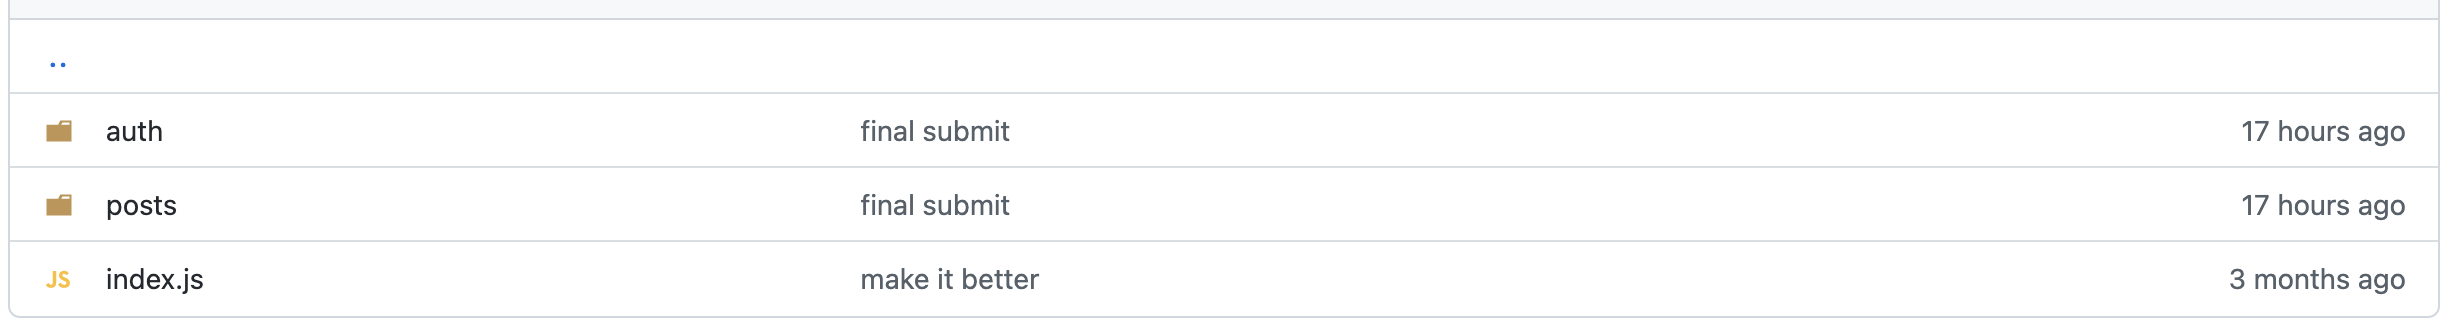 ..
auth final submit 17 hours ago
posts final submit 17 hours ago
JS index.js make it better 3 months ago